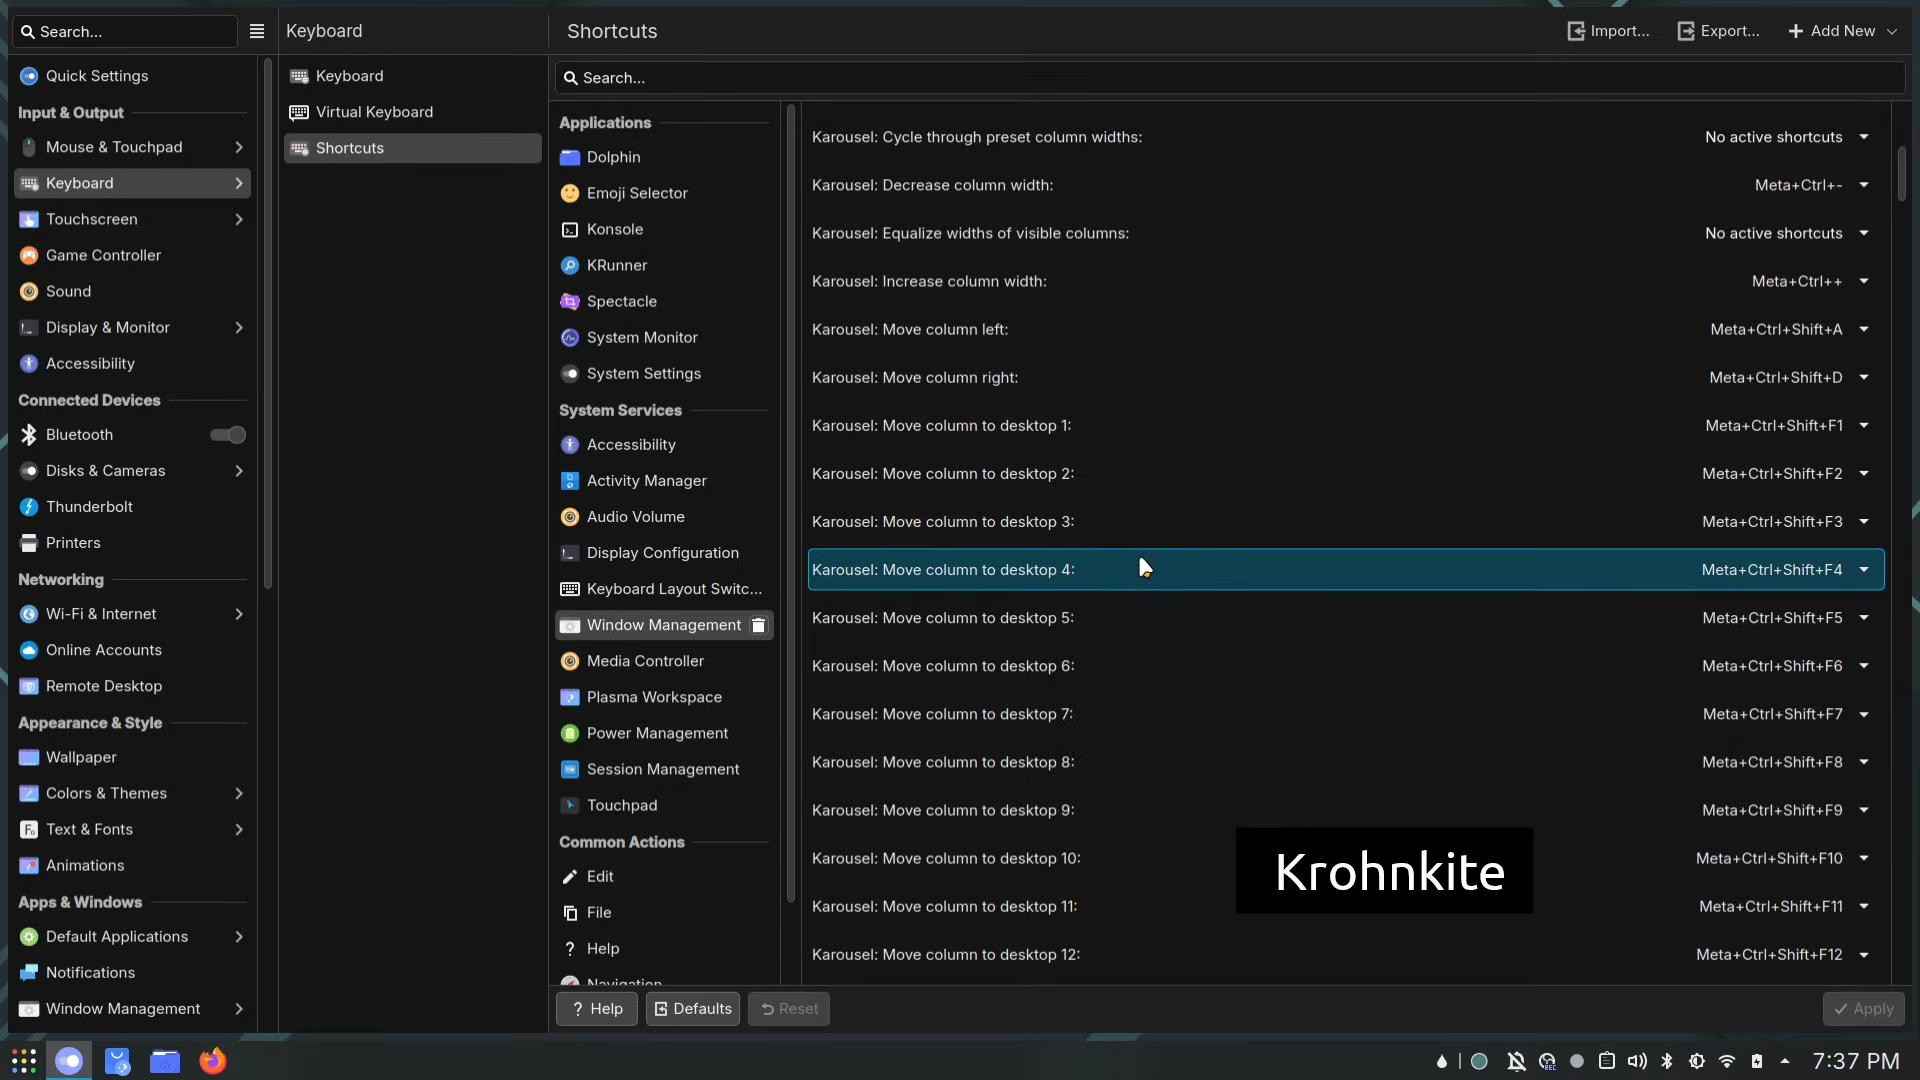 Search...
Keyboard
Shortcuts
Import...
Export...
Add New
Quick Settings
Input & Output
Mouse & Touchpad
Keyboard
Touchscreen
Game Controller
Sound
Display & Monitor
Accessibility
Connected Devices
Bluetooth
Disks & Cameras
Thunderbolt
Printers
Networking
Wi-Fi & Internet
Online Accounts
Remote Desktop
Appearance & Style
Wallpaper
Colors & Themes
Text & Fonts
Animations
Apps & Windows
Default Applications
Notifications
Window Management
Keyboard
Virtual Keyboard
Shortcuts
Search...
Applications
Dolphin
Emoji Selector
Konsole
KRunner
Spectacle
System Monitor
System Settings
System Services
Accessibility
Activity Manager
Audio Volume
Display Configuration
Keyboard Layout Switc...
Window Management
Media Controller
Plasma Workspace
Power Management
Session Management
Touchpad
Common Actions
Edit
File
Help
Navigation
Karousel: Cycle through preset column widths: No active shortcuts
Karousel: Decrease column width: Meta+Ctrl+-
Karousel: Equalize widths of visible columns: No active shortcuts
Karousel: Increase column width: Meta+Ctrl++
Karousel: Move column left: Meta+Ctrl+Shift+A
Karousel: Move column right: Meta+Ctrl+Shift+D
Karousel: Move column to desktop 1: Meta+Ctrl+Shift+F1
Karousel: Move column to desktop 2: Meta+Ctrl+Shift+F2
Karousel: Move column to desktop 3: Meta+Ctrl+Shift+F3
Karousel: Move column to desktop 4: Meta+Ctrl+Shift+F4
Karousel: Move column to desktop 5: Meta+Ctrl+Shift+F5
Karousel: Move column to desktop 6: Meta+Ctrl+Shift+F6
Karousel: Move column to desktop 7: Meta+Ctrl+Shift+F7
Karousel: Move column to desktop 8: Meta+Ctrl+Shift+F8
Karousel: Move column to desktop 9: Meta+Ctrl+Shift+F9
Karousel: Move column to desktop 10: Meta+Ctrl+Shift+F10
Karousel: Move column to desktop 11: Meta+Ctrl+Shift+F11
Karousel: Move column to desktop 12: Meta+Ctrl+Shift+F12
Krohnkite
? Help
Defaults
Reset
Apply
REC
7:37 PM